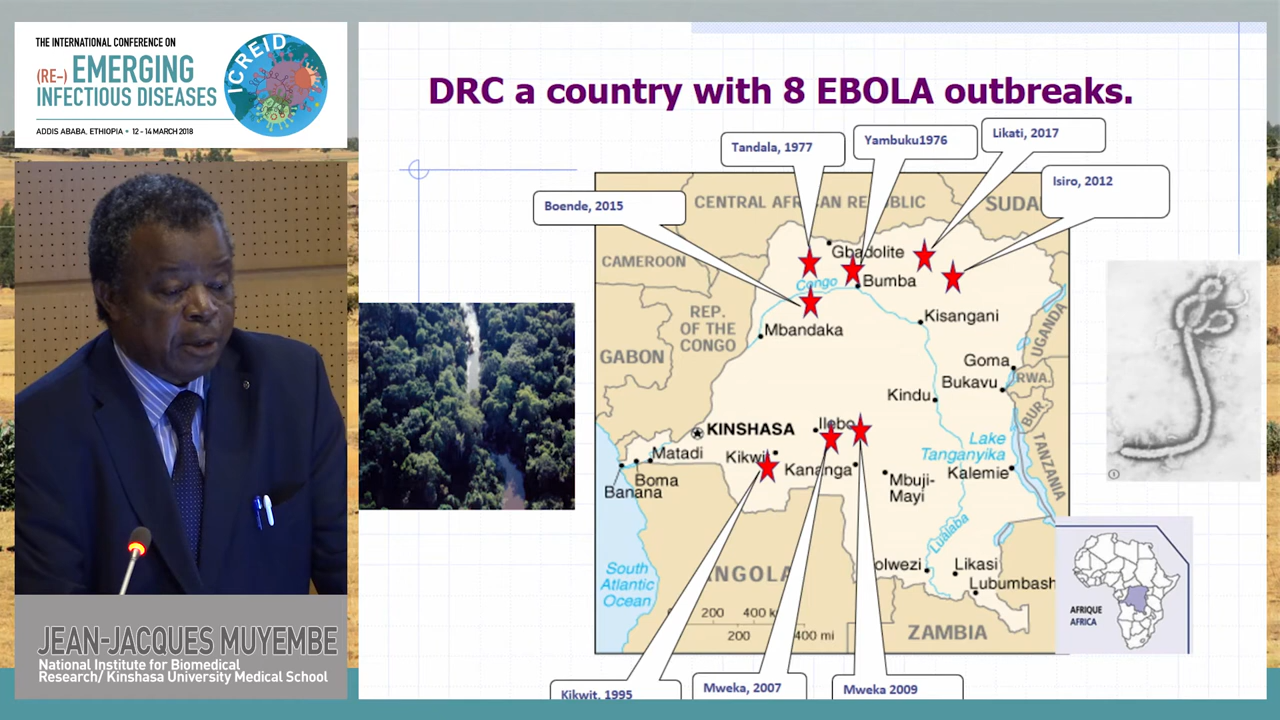 THE INTERNATIONAL CONFERENCE ON
(RE-) EMERGING
INFECTIOUS DISEASES
ICREID
ADDIS ABABA, ETHIOPIA • 12 - 14 MARCH 2018
JEAN-JACQUES MUYEMBE
National Institute for Biomedical
Research/ Kinshasa University Medical School
DRC a country with 8 EBOLA outbreaks.
Tandala, 1977
Yambuku1976
Likati, 2017
Isiro, 2012
Boende, 2015
CENTRAL AFRICAN REPUBLIC
SUDA
CAMEROON
Gbadolite
Congo
Bumba
REP.
OF THE
CONGO
Mbandaka
Kisangani
UGANDA
GABON
Goma
Bukavu
RWA.
Kindu
BUR.
KINSHASA
Ilebo
Lake
Tanganyika
TANZANIA
Matadi
Kikwit
Kananga
Kalemie
Boma
Banana
Mbuji-
Mayi
Lualaba
South
Atlantic
Ocean
NGOLA
olwezi
Likasi
Lubumbash
0 200 400 k
200 400 mi
ZAMBIA
AFRIQUE
AFRICA
Kikwit, 1995
Mweka, 2007
Mweka 2009